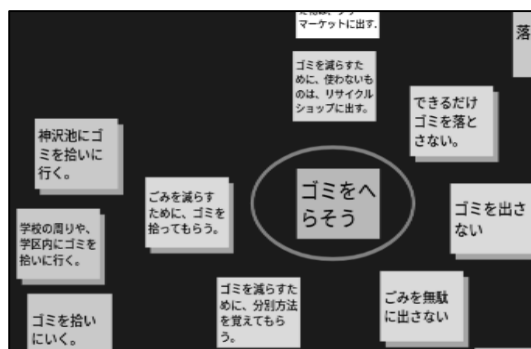 マーケットに出す.
落
ゴミを減らすた
めに、使わないも
のは、リサイクル
ショップに出す。
できるだけ
ゴミを落と
さない。
神沢池にゴ
ミを拾いに
行く。
ごみを減らす
ために、ゴミを
拾ってもらう。
ゴミをへ
らそう
ゴミを出さ
ない
学校の周りや、
学区内にゴミを
拾いに行く。
ゴミを減らすた
めに、分別方法
を覚えてもら
う。
ごみを無駄
に出さない
ゴミを拾い
にいく。